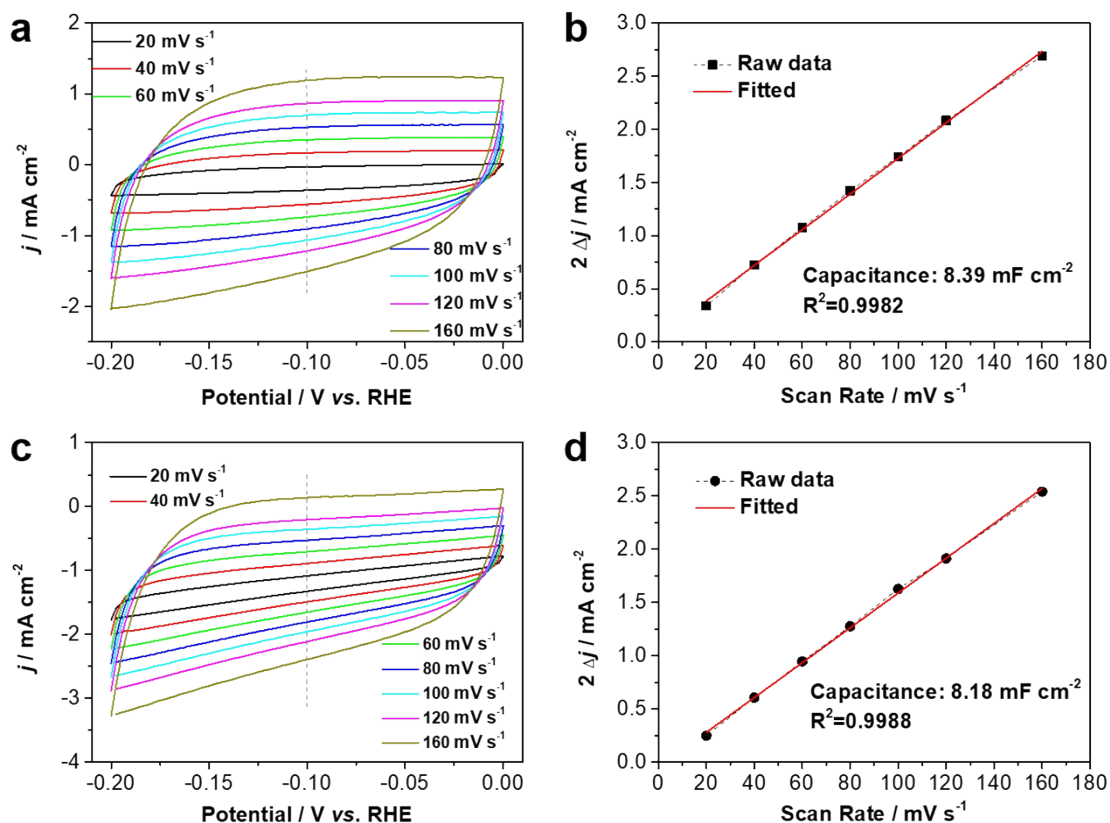 a
20 mV s⁻¹
40 mV s⁻¹
60 mV s⁻¹
80 mV s⁻¹
100 mV s⁻¹
120 mV s⁻¹
160 mV s⁻¹
2
1
0
-1
-2
j / mA cm⁻²
-0.20 -0.15 -0.10 -0.05 0.00
Potential / V vs. RHE
b
Raw data
Fitted
Capacitance: 8.39 mF cm⁻²
R²=0.9982
3.0
2.5
2.0
1.5
1.0
0.5
0.0
2 Δj / mA cm⁻²
0 20 40 60 80 100 120 140 160 180
Scan Rate / mV s⁻¹
c
20 mV s⁻¹
40 mV s⁻¹
60 mV s⁻¹
80 mV s⁻¹
100 mV s⁻¹
120 mV s⁻¹
160 mV s⁻¹
1
0
-1
-2
-3
-4
j / mA cm⁻²
-0.20 -0.15 -0.10 -0.05 0.00
Potential / V vs. RHE
d
Raw data
Fitted
Capacitance: 8.18 mF cm⁻²
R²=0.9988
3.0
2.5
2.0
1.5
1.0
0.5
0.0
2 Δj / mA cm⁻²
0 20 40 60 80 100 120 140 160 180
Scan Rate / mV s⁻¹